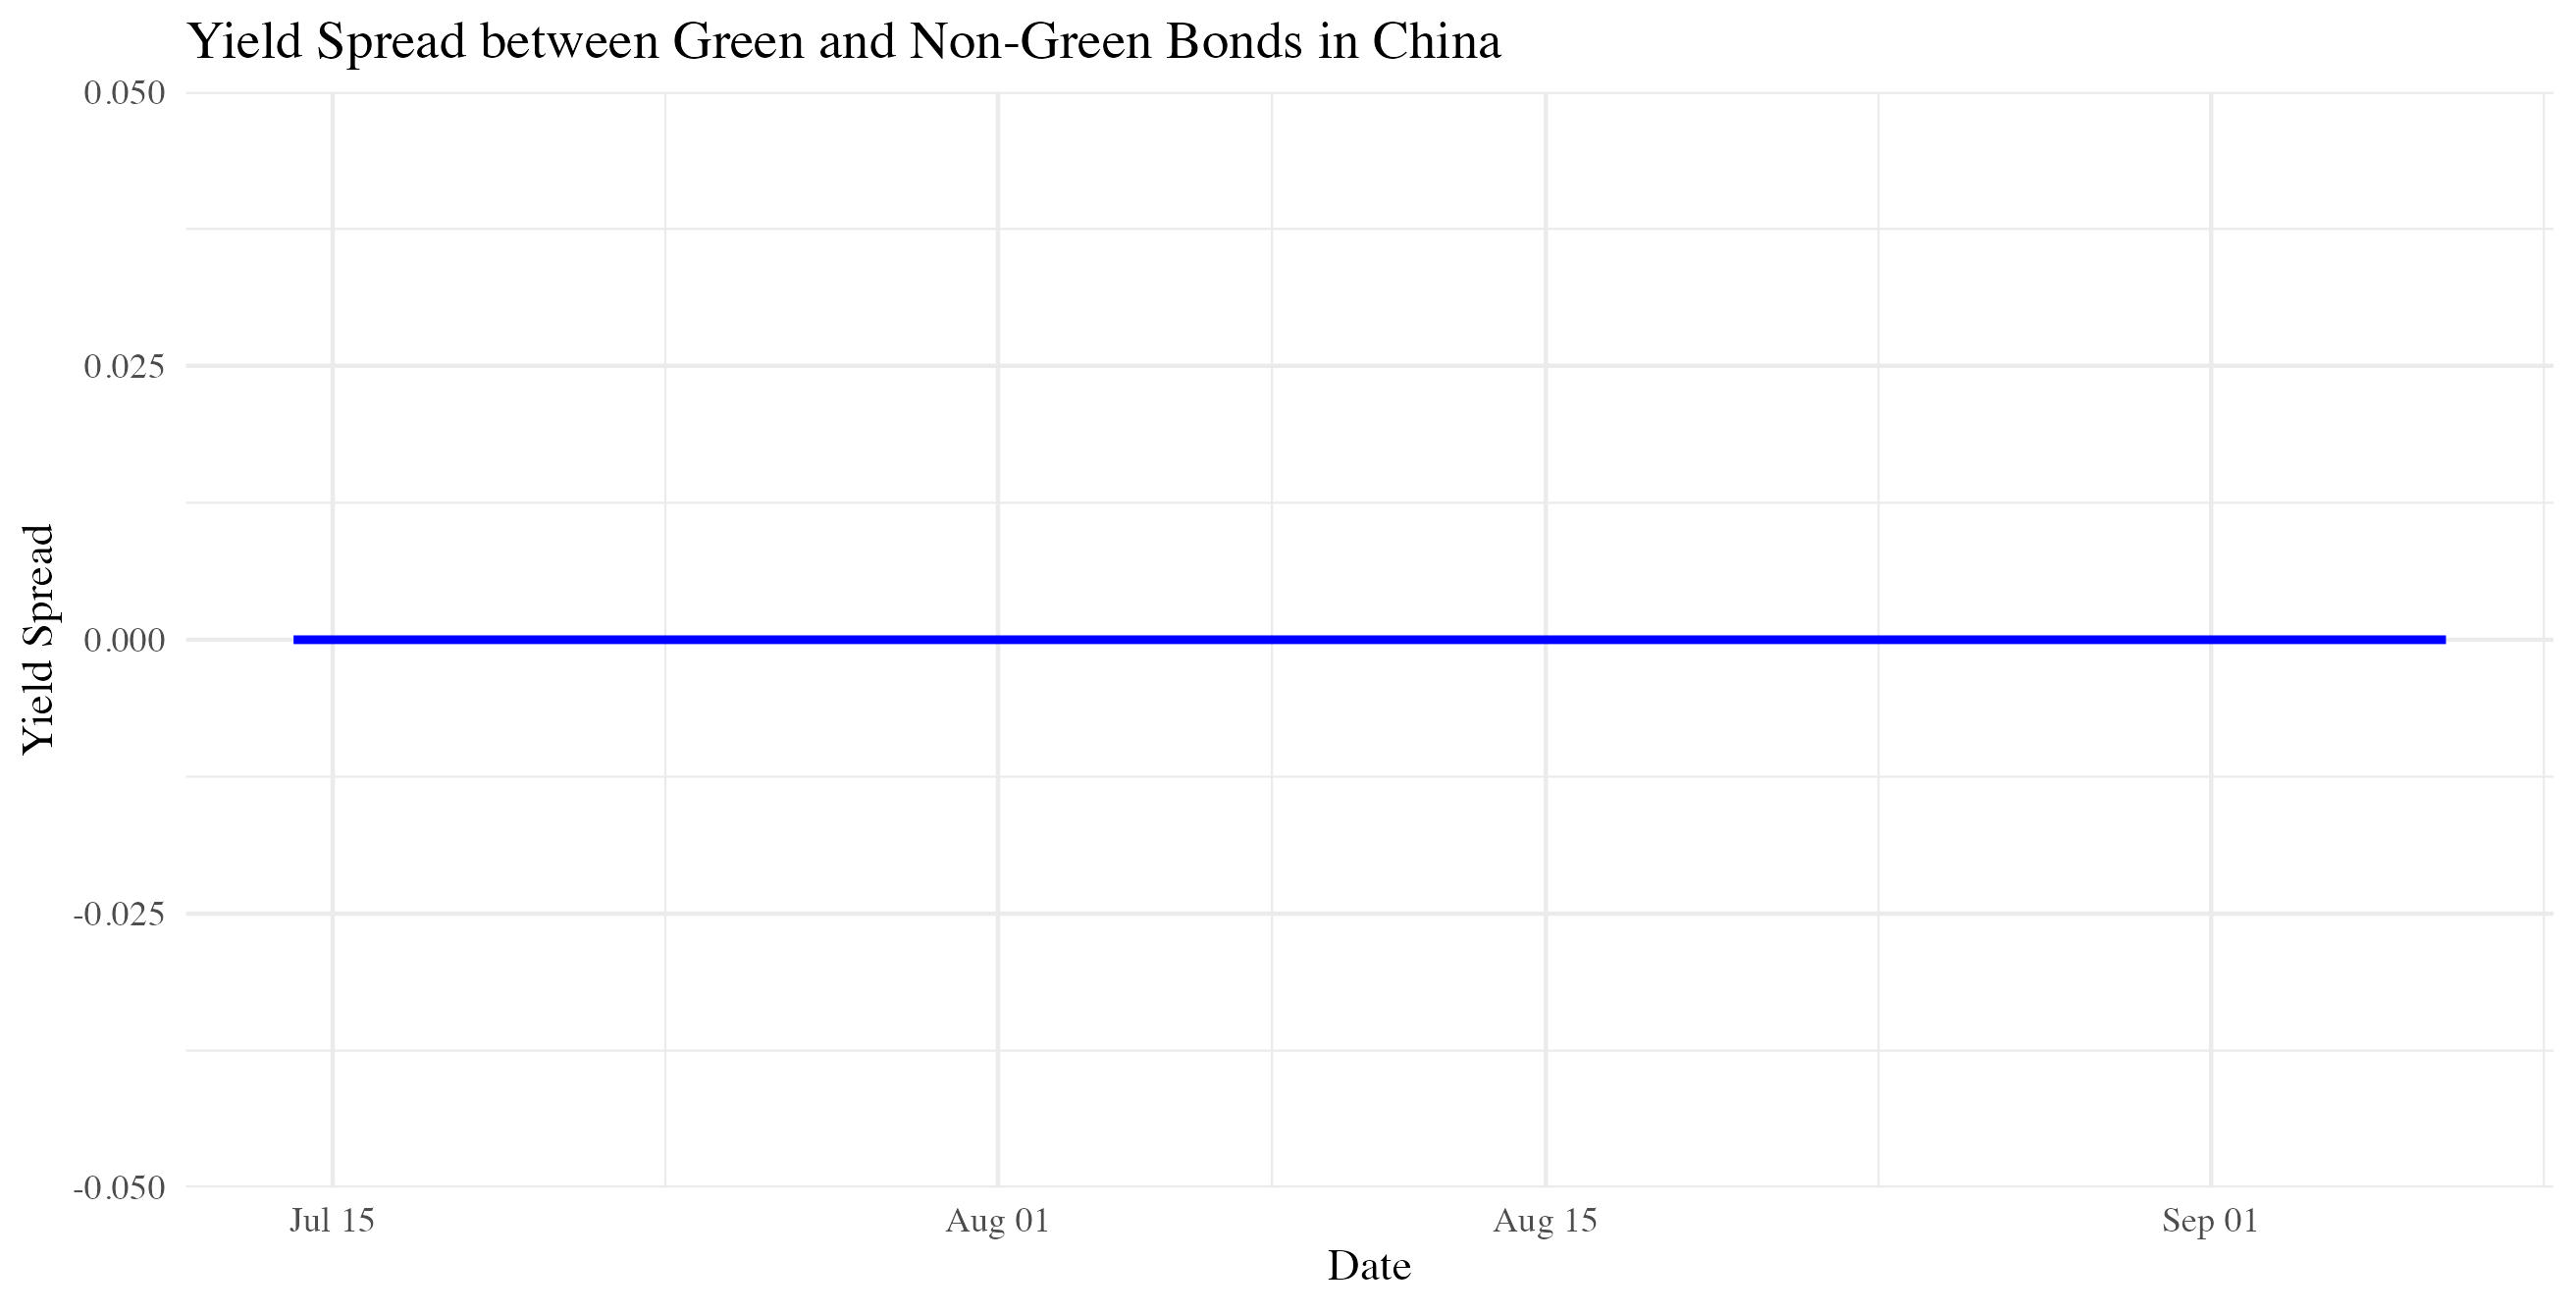 Yield Spread between Green and Non-Green Bonds in China
0.050
0.025
0.000
-0.025
-0.050
Yield Spread
Jul 15
Aug 01
Aug 15
Sep 01
Date